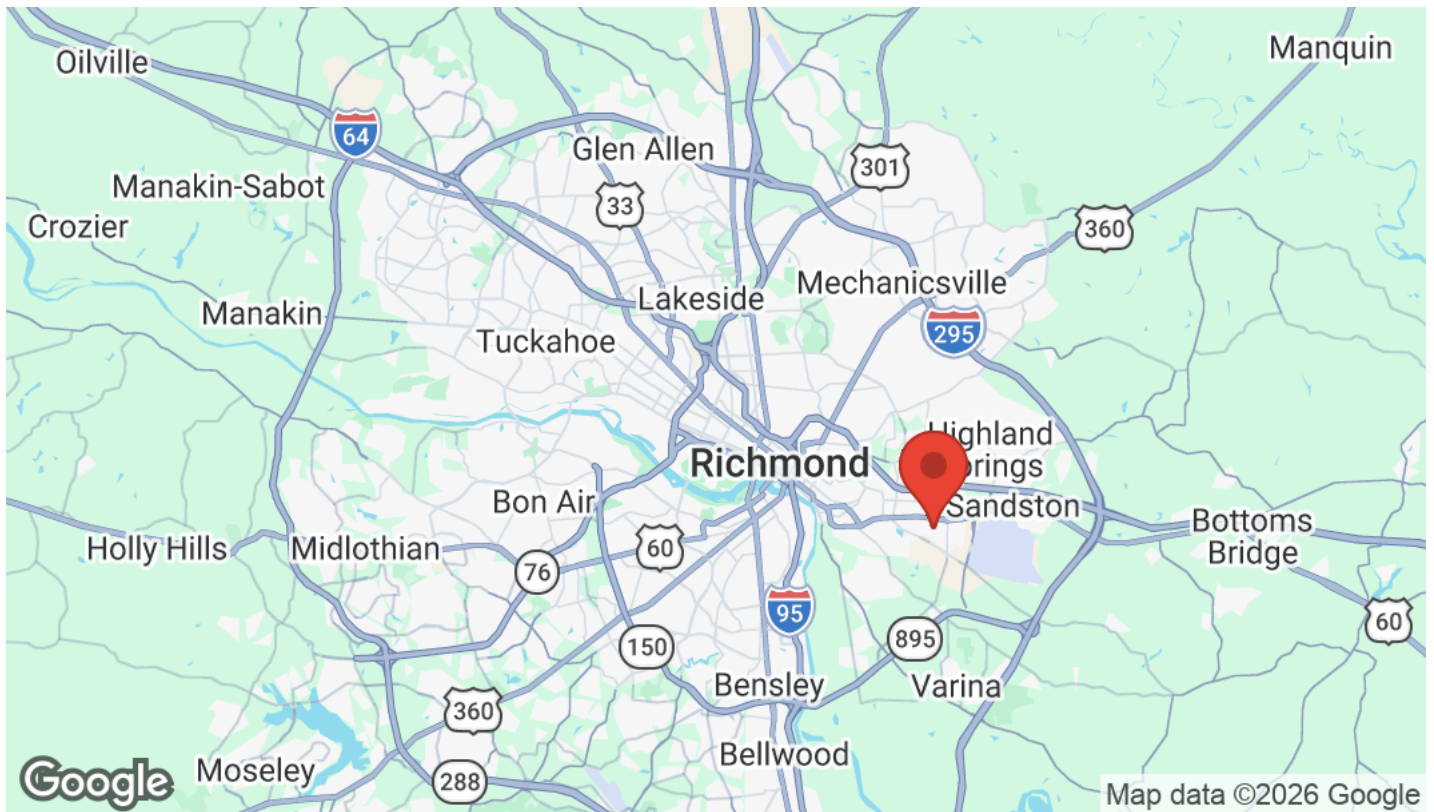 Oilville
Manquin
64
Glen Allen
301
Manakin-Sabot
33
Crozier
360
Mechanicsville
Lakeside
Manakin
295
Tuckahoe
Highland
Richmond
Bon Air
Sandston
Bottoms
Bridge
Holly Hills
Midlothian
60
76
95
60
895
150
Bensley
Varina
360
Bellwood
Moseley
288
Google
Map data ©2026 Google